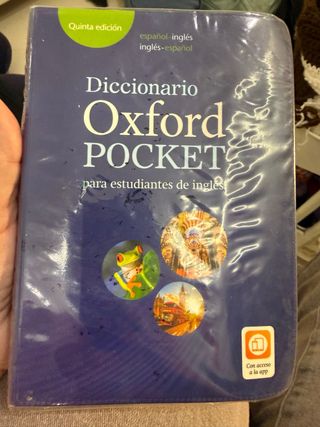 Quinta edición
español-inglés
inglés-español
Diccionario
Oxford
POCKET
para estudiantes de inglés
Con acceso
a la app